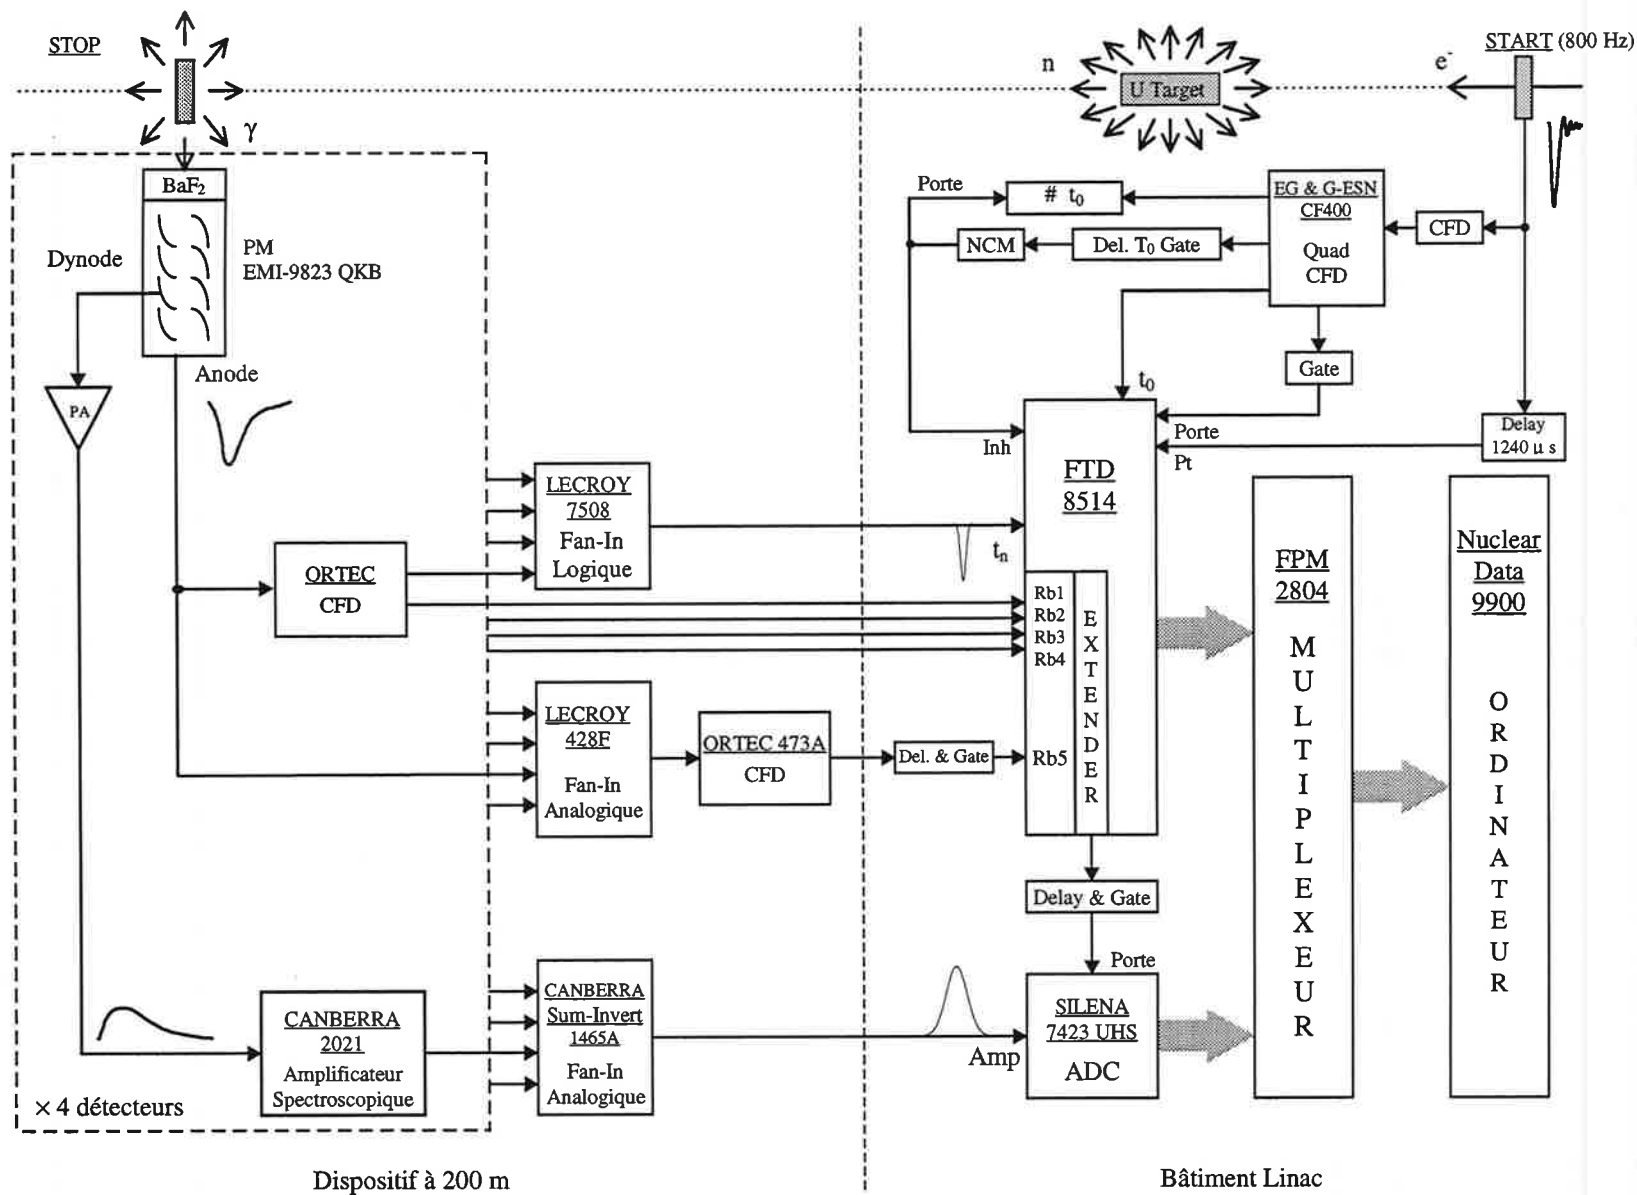 STOP
n
U Target
e-
START (800 Hz)
γ
BaF2
Dynode
PM
EMI-9823 QKB
Anode
PA
Porte
# t0
EG & G-ESN
CF400
Quad
CFD
CFD
NCM
Del. T0 Gate
Gate
t0
Inh
Porte
Pt
Delay
1240 µ s
LECROY
7508
Fan-In
Logique
tn
FTD
8514
ORTEC
CFD
Rb1
Rb2
Rb3
Rb4
Rb5
EXTENDER
FPM
2804
MULTIPLEXEUR
Nuclear
Data
9900
ORDINATEUR
LECROY
428F
Fan-In
Analogique
ORTEC 473A
CFD
Del. & Gate
Delay & Gate
Porte
CANBERRA
2021
Amplificateur
Spectroscopique
CANBERRA
Sum-Invert
1465A
Fan-In
Analogique
Amp
SILENA
7423 UHS
ADC
× 4 détecteurs
Dispositif à 200 m
Bâtiment Linac